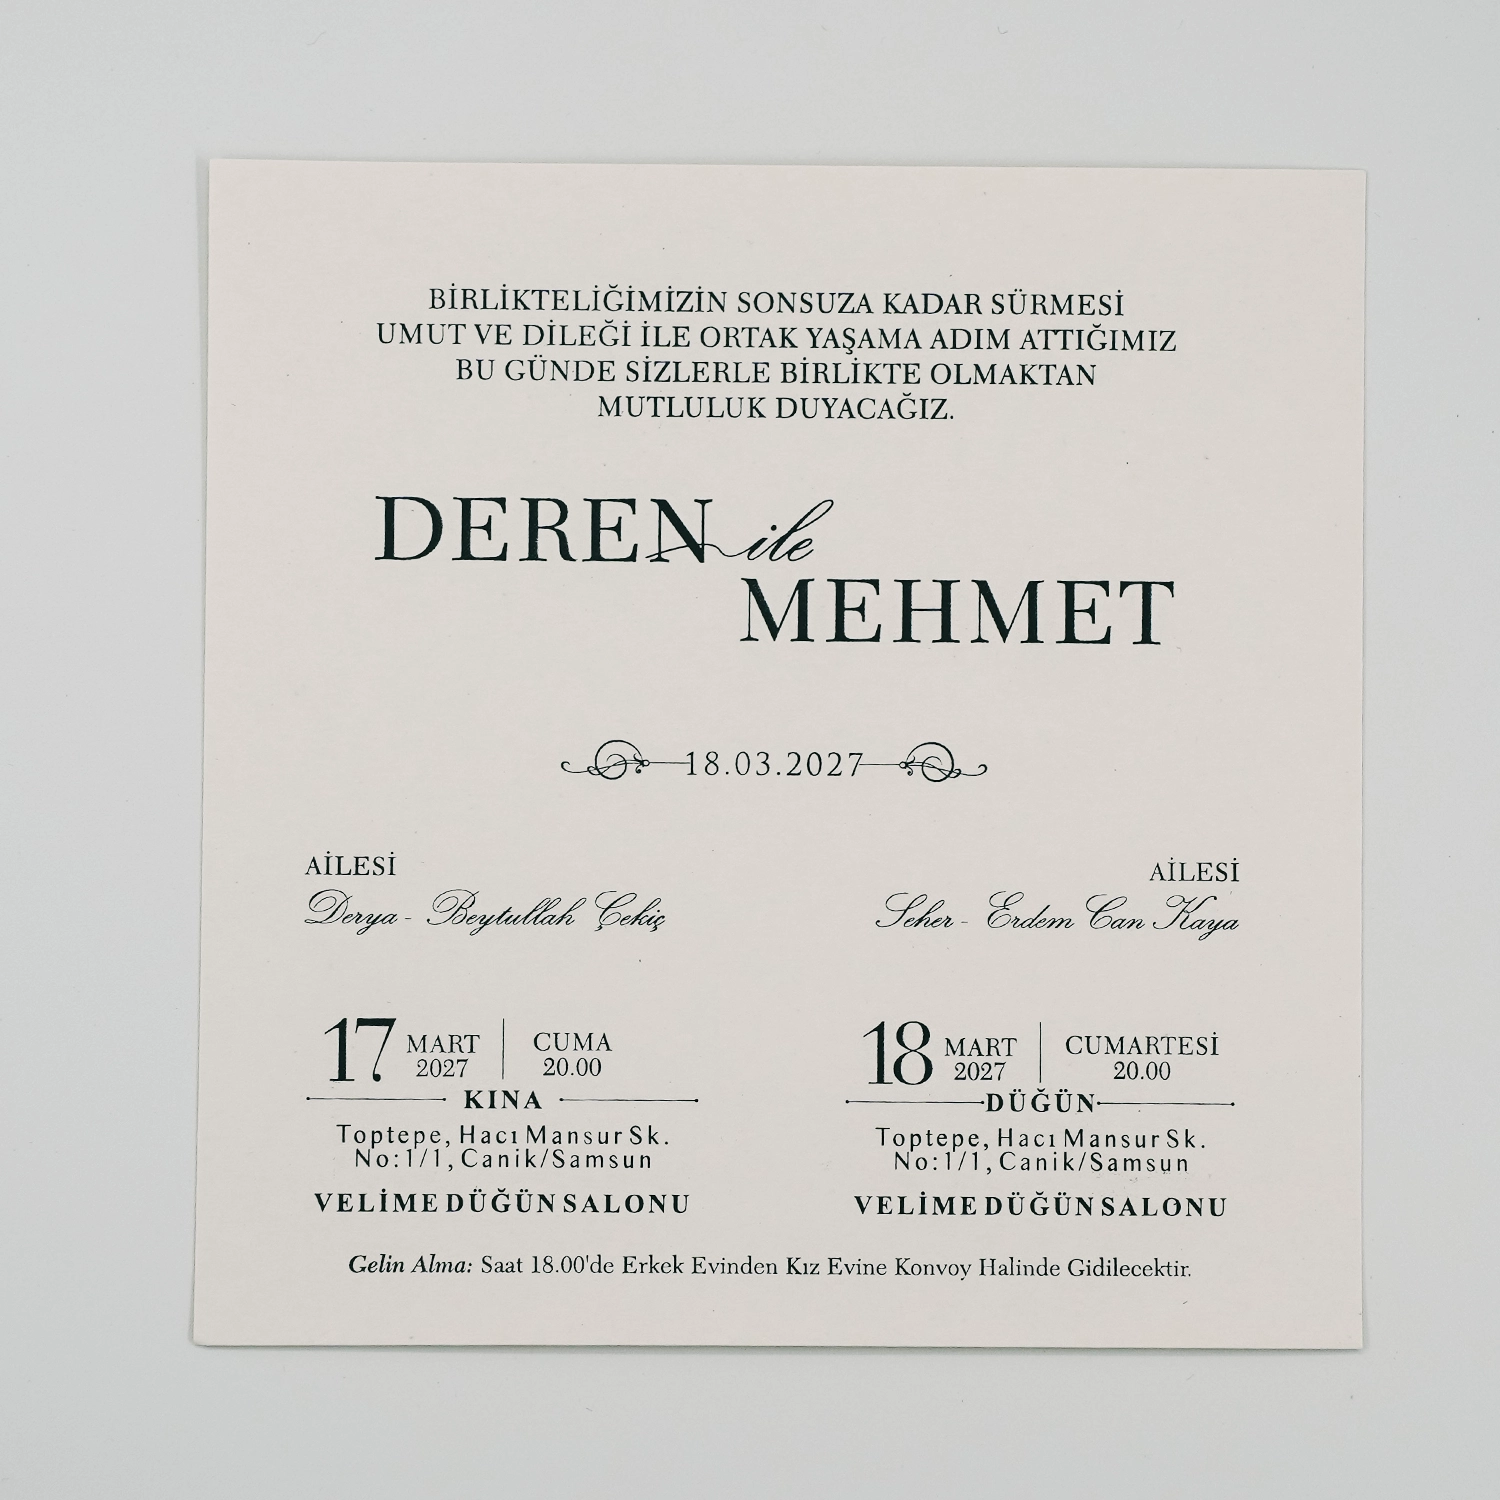 BİRLİKTELİĞİMİZİN SONSUZA KADAR SÜRMESİ
UMUT VE DİLEĞİ İLE ORTAK YAŞAMA ADIM ATTIĞIMIZ
BU GÜNDE SİZLERLE BİRLİKTE OLMAKTAN
MUTLULUK DUYACAĞIZ.
DEREN ile
MEHMET
18.03.2027
AİLESİ
Derya - Beytullah Çekiç
AİLESİ
Seher - Erdem Can Kaya
17 MART 2027 CUMA 20.00
KINA
Toptepe, Hacı Mansur Sk.
No:1/1, Canik/Samsun
VELİME DÜĞÜN SALONU
18 MART 2027 CUMARTESİ 20.00
DÜĞÜN
Toptepe, Hacı Mansur Sk.
No:1/1, Canik/Samsun
VELİME DÜĞÜN SALONU
Gelin Alma: Saat 18.00'de Erkek Evinden Kız Evine Konvoy Halinde Gidilecektir.